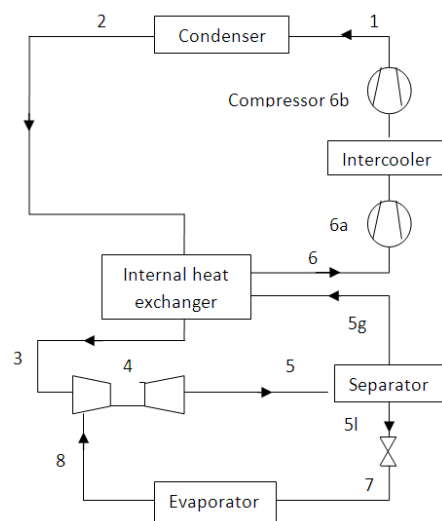 2
Condenser
1
Compressor 6b
Intercooler
6a
6
Internal heat
exchanger
5g
3
4
5
Separator
5l
8
7
Evaporator